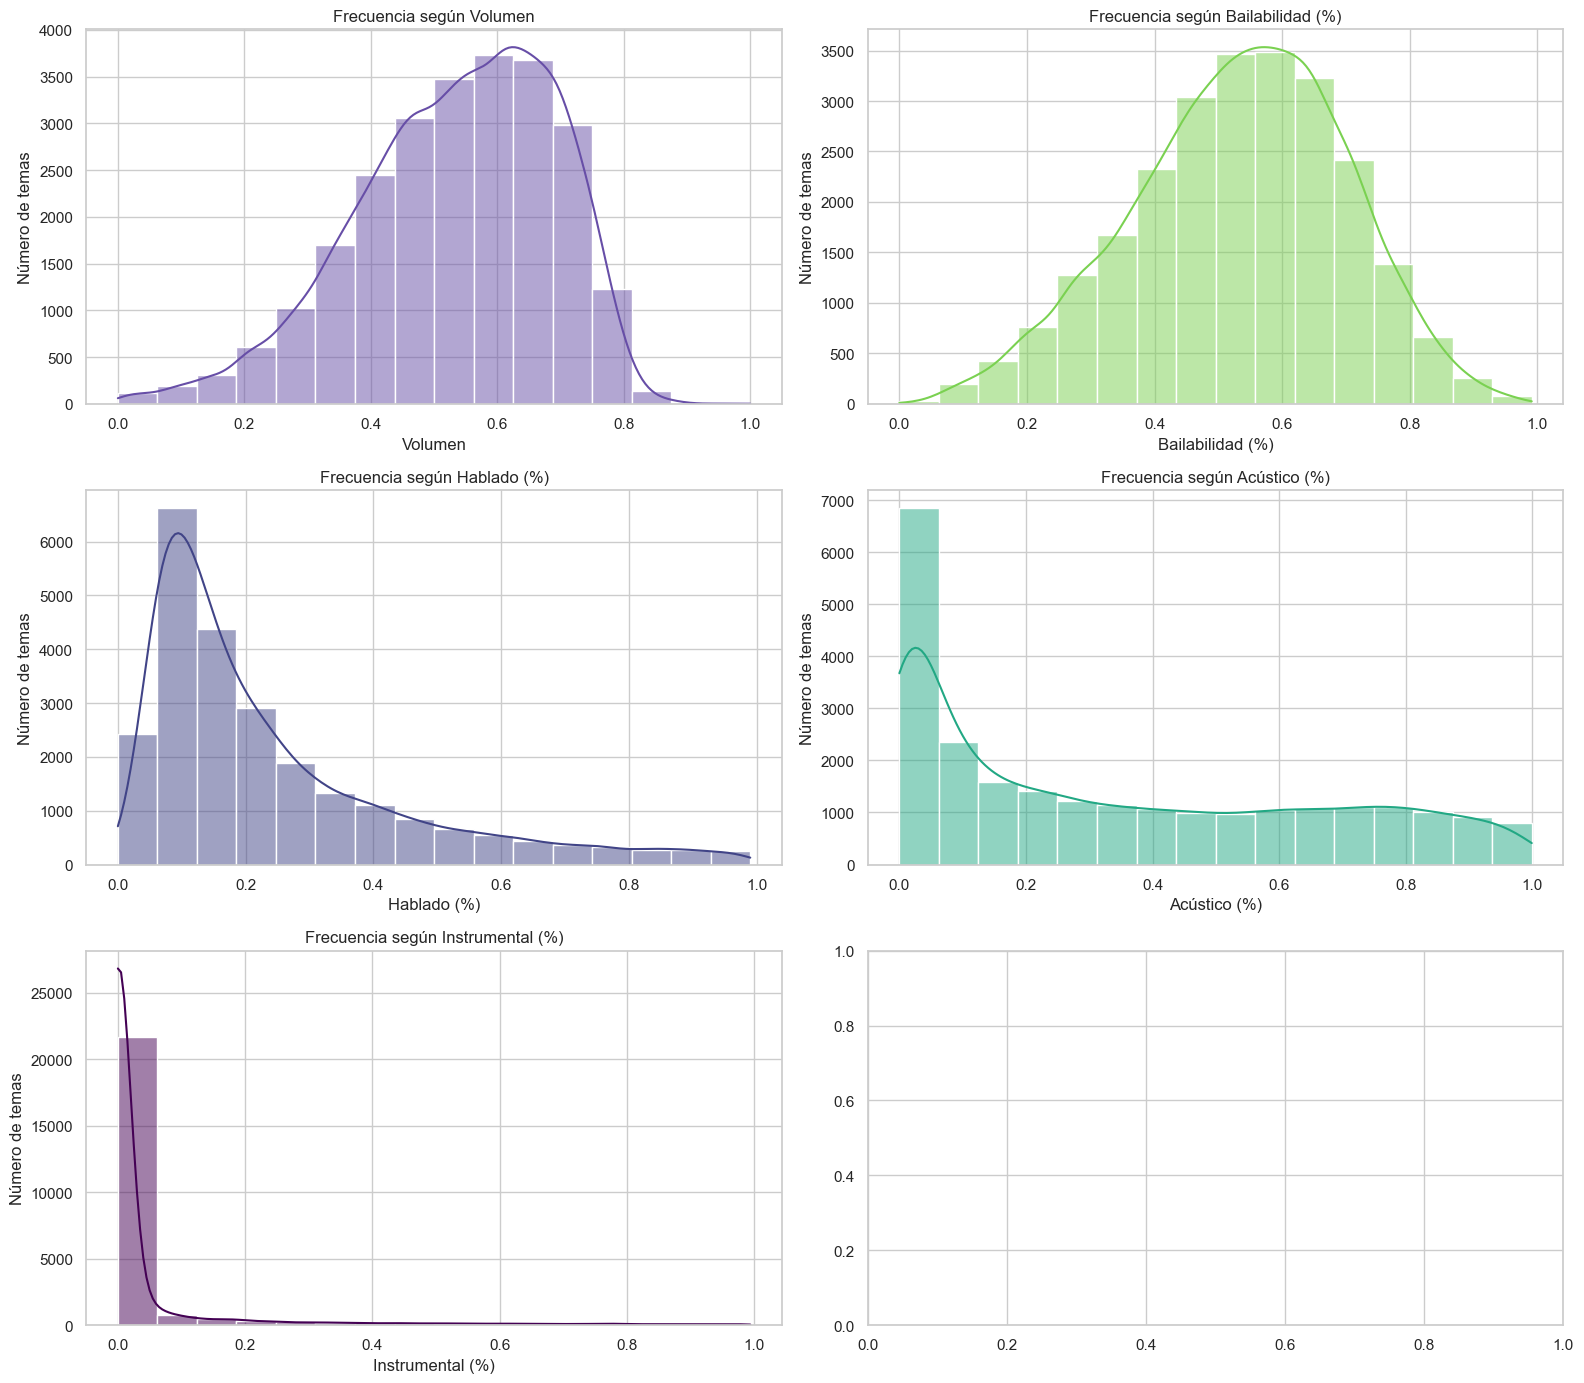 Frecuencia según Volumen
4000
3500
3000
2500
2000
1500
1000
500
0
Número de temas
0.0 0.2 0.4 0.6 0.8 1.0
Volumen
Frecuencia según Bailabilidad (%)
3500
3000
2500
2000
1500
1000
500
0
Número de temas
0.0 0.2 0.4 0.6 0.8 1.0
Bailabilidad (%)
Frecuencia según Hablado (%)
6000
5000
4000
3000
2000
1000
0
Número de temas
0.0 0.2 0.4 0.6 0.8 1.0
Hablado (%)
Frecuencia según Acústico (%)
7000
6000
5000
4000
3000
2000
1000
0
Número de temas
0.0 0.2 0.4 0.6 0.8 1.0
Acústico (%)
Frecuencia según Instrumental (%)
25000
20000
15000
10000
5000
0
Número de temas
0.0 0.2 0.4 0.6 0.8 1.0
Instrumental (%)
1.0
0.8
0.6
0.4
0.2
0.0
0.0 0.2 0.4 0.6 0.8 1.0